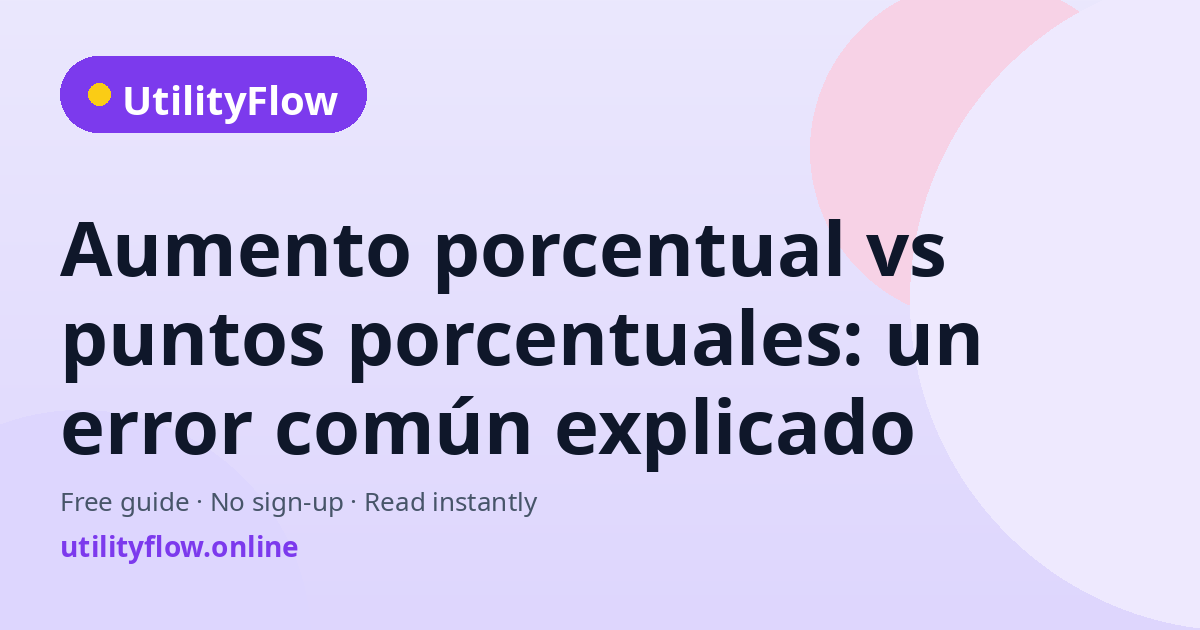 UtilityFlow
Aumento porcentual vs
puntos porcentuales: un
error común explicado
Free guide · No sign-up · Read instantly
utilityflow.online